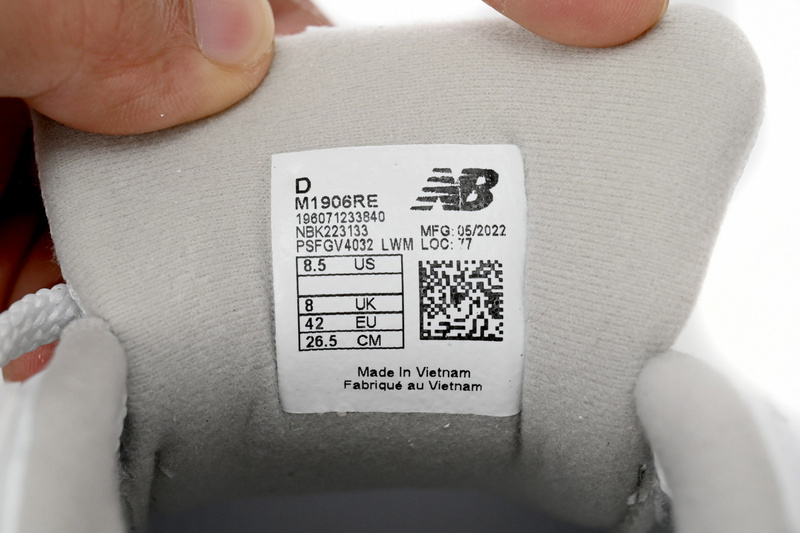 D
NB
M1906RE
196071233840
NBK223133 MFG: 05/2022
PSFGV4032 LWM LOC: 77
8.5 US
8 UK
42 EU
26.5 CM
Made In Vietnam
Fabriqué au Vietnam